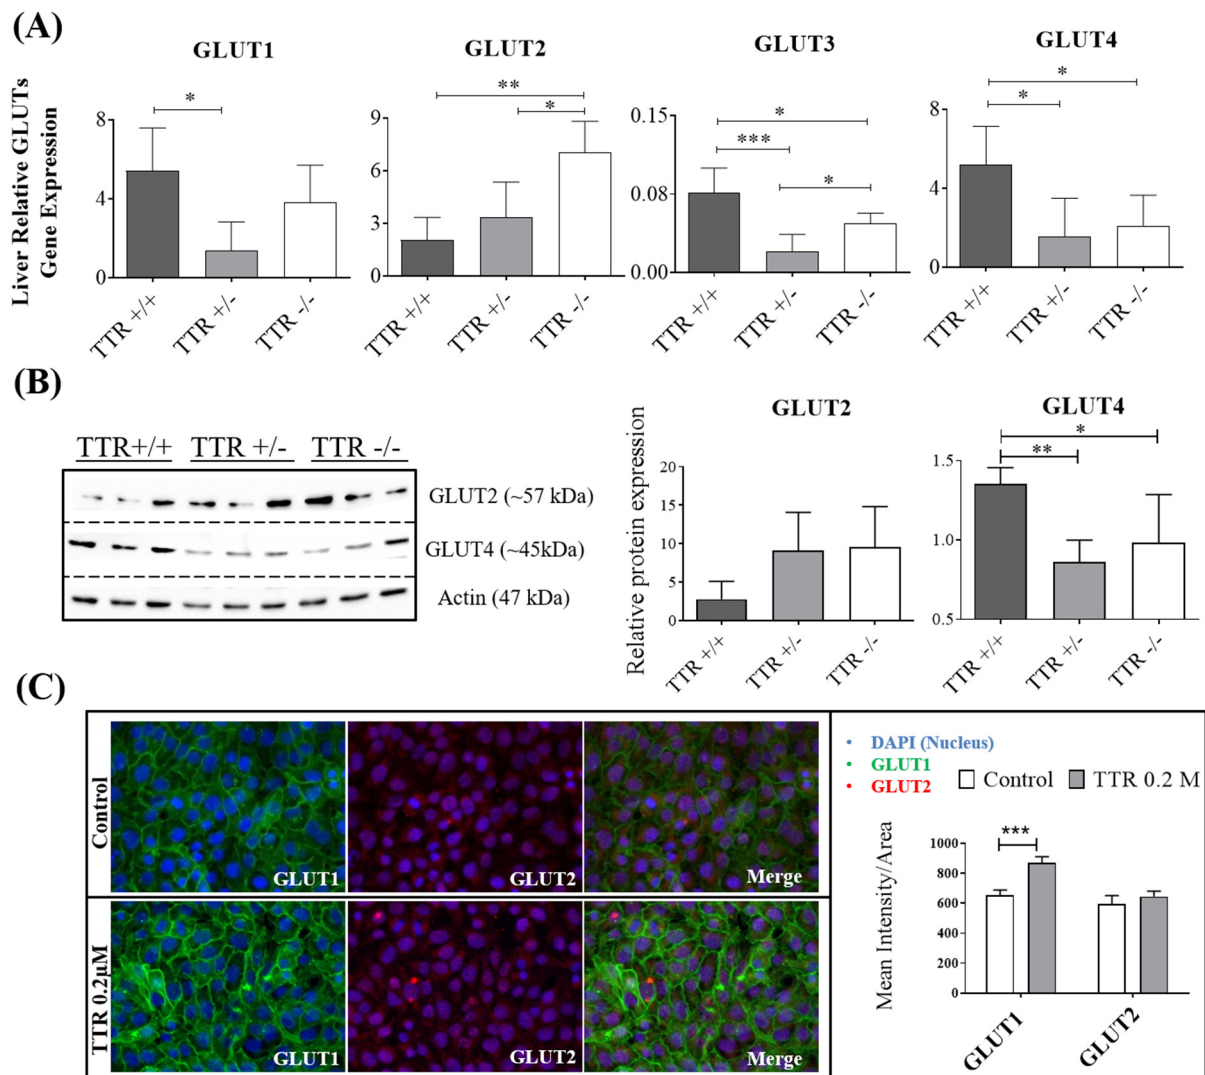 (A)
GLUT1
GLUT2
GLUT3
GLUT4
Liver Relative GLUTs
Gene Expression
*
8
4
0
TTR +/+
TTR +/-
TTR -/-
**
*
9
6
3
0
TTR +/+
TTR +/-
TTR -/-
*
***
*
0.15
0.08
0.00
TTR +/+
TTR +/-
TTR -/-
*
*
8
4
0
TTR +/+
TTR +/-
TTR -/-
(B)
TTR+/+ TTR +/- TTR -/-
GLUT2 (~57 kDa)
GLUT4 (~45kDa)
Actin (47 kDa)
Relative protein expression
GLUT2
20
15
10
5
0
TTR +/+
TTR +/-
TTR -/-
GLUT4
*
**
1.5
1.0
0.5
TTR +/+
TTR +/-
TTR -/-
(C)
Control
GLUT1
GLUT2
Merge
TTR 0.2µM
GLUT1
GLUT2
Merge
• DAPI (Nucleus)
• GLUT1
• GLUT2
Control
TTR 0.2 M
Mean Intensity/Area
***
1000
800
600
400
200
0
GLUT1
GLUT2